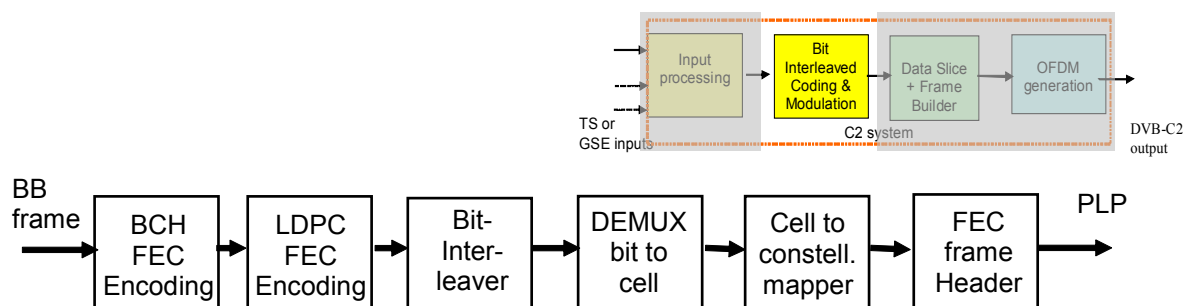 Input
processing
Bit
Interleaved
Coding &
Modulation
Data Slice
+ Frame
Builder
OFDM
generation
TS or
GSE inputs
C2 system
DVB-C2
output
BB
frame
BCH
FEC
Encoding
LDPC
FEC
Encoding
Bit-
Inter-
leaver
DEMUX
bit to
cell
Cell to
constell.
mapper
FEC
frame
Header
PLP